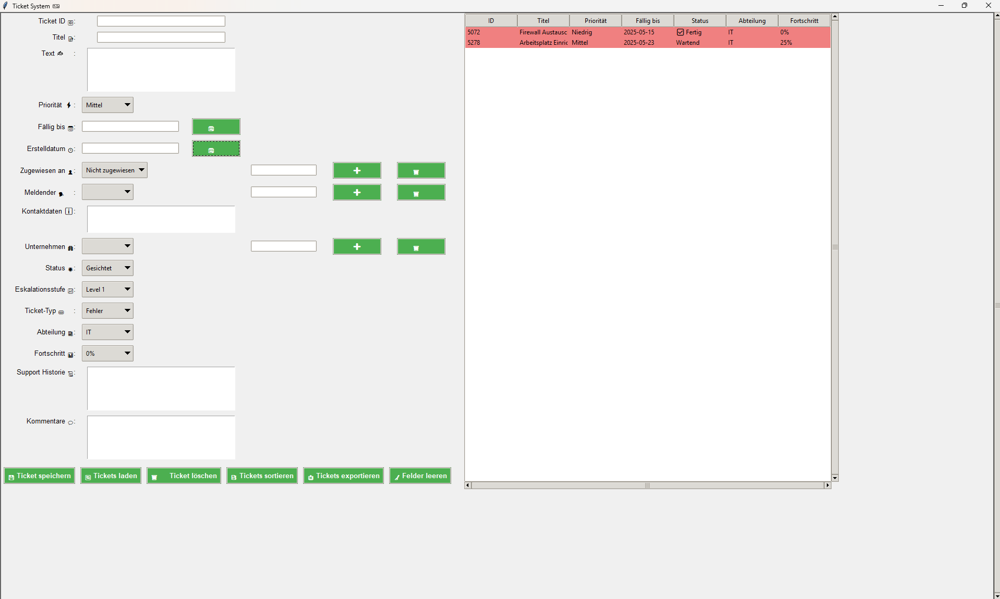 Ticket System
Ticket ID :
Titel :
Text :
Priorität : Mittel
Fällig bis :
Erstelldatum :
Zugewiesen an : Nicht zugewiesen
Meldender :
Kontaktdaten :
Unternehmen :
Status : Gesichtet
Eskalationsstufe : Level 1
Ticket-Typ : Fehler
Abteilung : IT
Fortschritt : 0%
Support Historie :
Kommentare :
Ticket speichern Tickets laden Ticket löschen Tickets sortieren Tickets exportieren Felder leeren
ID Titel Priorität Fällig bis Status Abteilung Fortschritt
5072 Firewall Austausc Niedrig 2025-05-15 Fertig IT 0%
5278 Arbeitsplatz Einric Mittel 2025-05-23 Wartend IT 25%